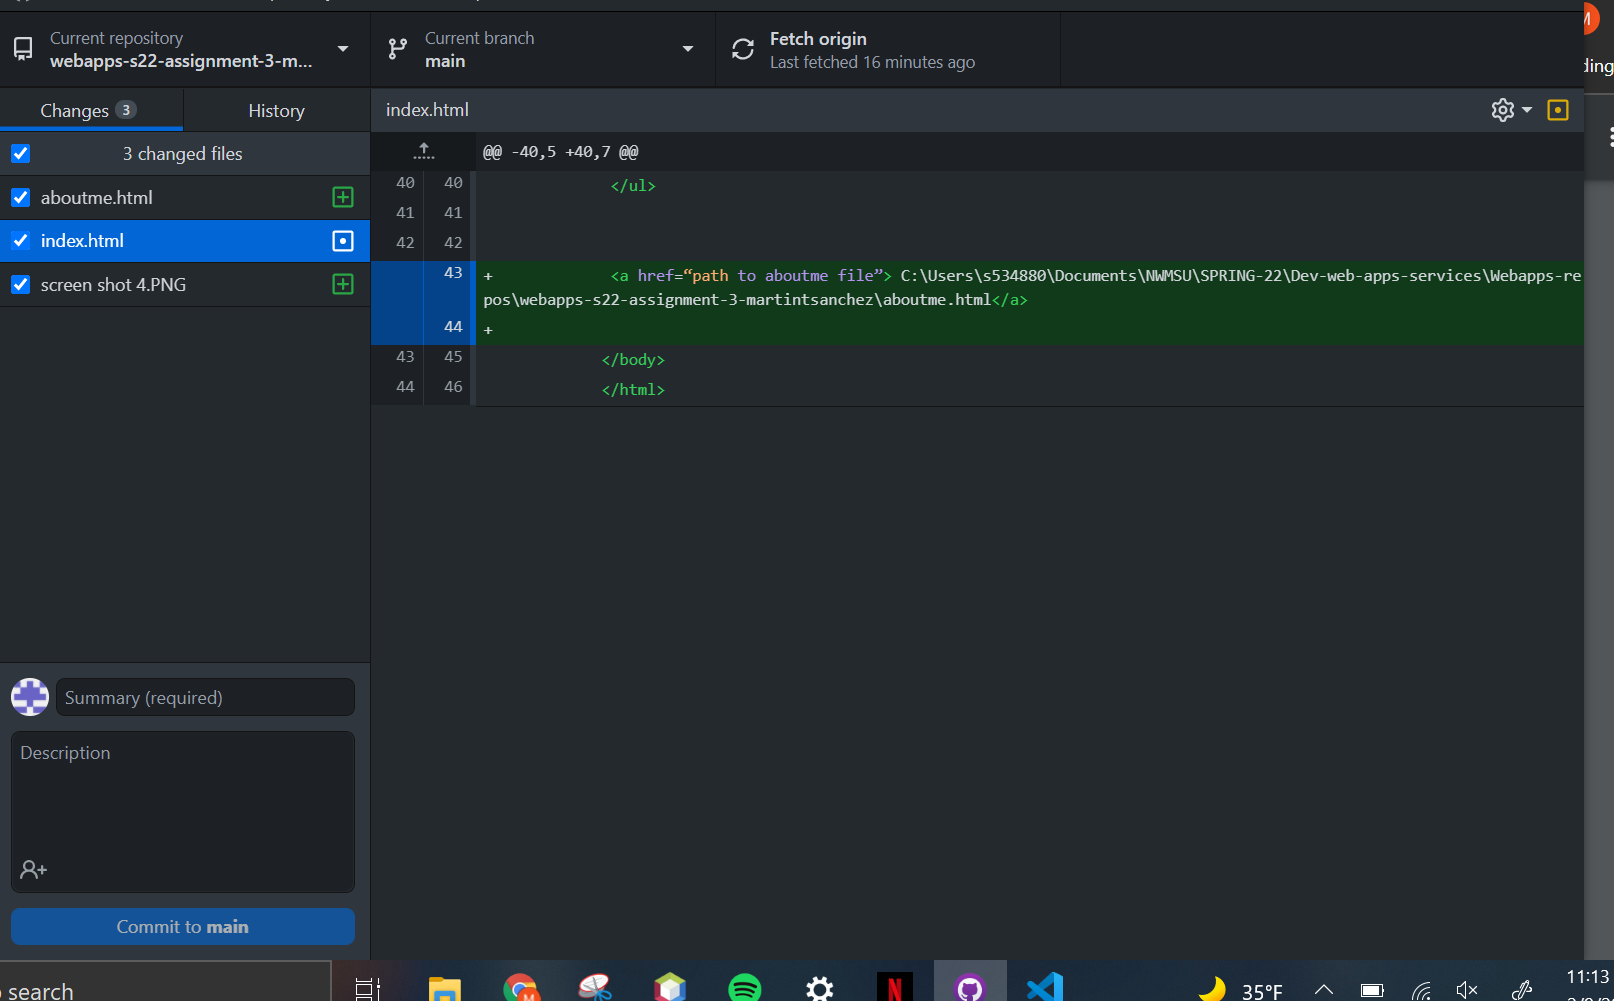 Current repository
webapps-s22-assignment-3-m...
Current branch
main
Fetch origin
Last fetched 16 minutes ago
Changes 3
History
3 changed files
aboutme.html
index.html
screen shot 4.PNG
index.html
@@ -40,5 +40,7 @@
40 40 </ul>
41 41
42 42
43 + <a href=“path to aboutme file”> C:\Users\s534880\Documents\NWMSU\SPRING-22\Dev-web-apps-services\Webapps-re
pos\webapps-s22-assignment-3-martintsanchez\aboutme.html</a>
44 +
43 45 </body>
44 46 </html>
Summary (required)
Description
Commit to main
M
ding
search
M
N
35°F
11:13